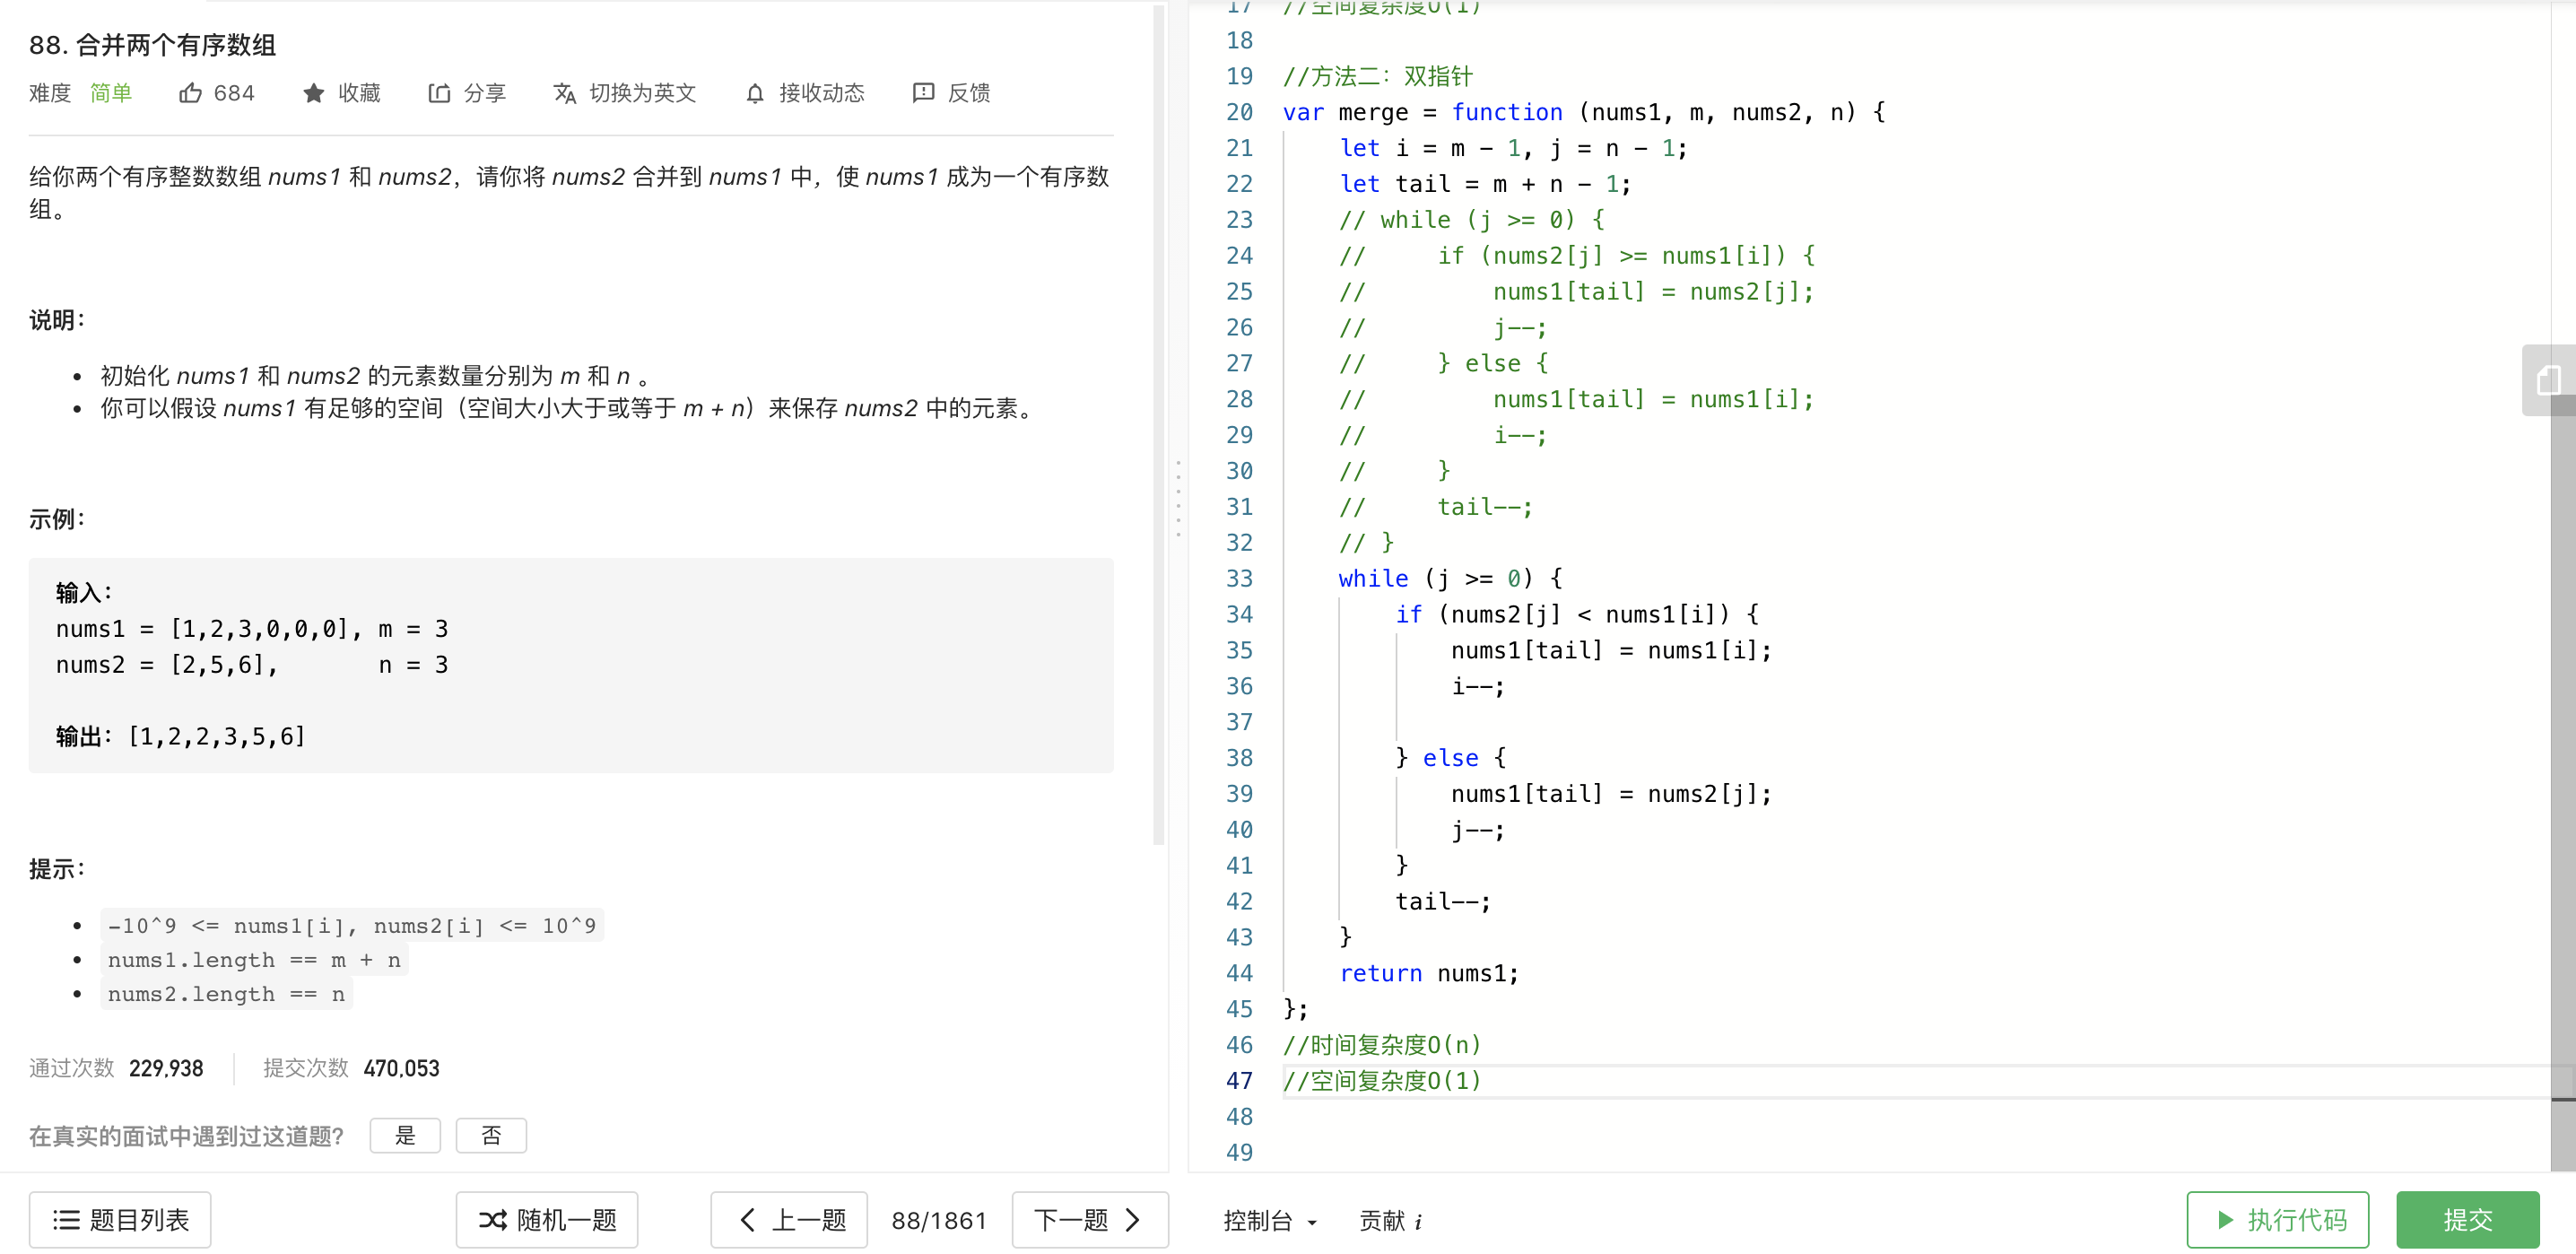 88. 合并两个有序数组
难度 简单 684 收藏 分享 切换为英文 接收动态 反馈
给你两个有序整数数组 nums1 和 nums2，请你将 nums2 合并到 nums1 中，使 nums1 成为一个有序数
组。
说明：
• 初始化 nums1 和 nums2 的元素数量分别为 m 和 n 。
• 你可以假设 nums1 有足够的空间（空间大小大于或等于 m + n）来保存 nums2 中的元素。
示例：
输入：
nums1 = [1,2,3,0,0,0], m = 3
nums2 = [2,5,6],       n = 3
输出：[1,2,2,3,5,6]
提示：
• -10^9 <= nums1[i], nums2[i] <= 10^9
• nums1.length == m + n
• nums2.length == n
通过次数 229,938 提交次数 470,053
在真实的面试中遇到过这道题? 是 否
题目列表 随机一题 上一题 88/1861 下一题
17 //空间复杂度O(1)
18
19 //方法二：双指针
20 var merge = function (nums1, m, nums2, n) {
21     let i = m - 1, j = n - 1;
22     let tail = m + n - 1;
23     // while (j >= 0) {
24     //     if (nums2[j] >= nums1[i]) {
25     //         nums1[tail] = nums2[j];
26     //         j--;
27     //     } else {
28     //         nums1[tail] = nums1[i];
29     //         i--;
30     //     }
31     //     tail--;
32     // }
33     while (j >= 0) {
34         if (nums2[j] < nums1[i]) {
35             nums1[tail] = nums1[i];
36             i--;
37
38         } else {
39             nums1[tail] = nums2[j];
40             j--;
41         }
42         tail--;
43     }
44     return nums1;
45 };
46 //时间复杂度O(n)
47 //空间复杂度O(1)
48
49
控制台 贡献 i 执行代码 提交